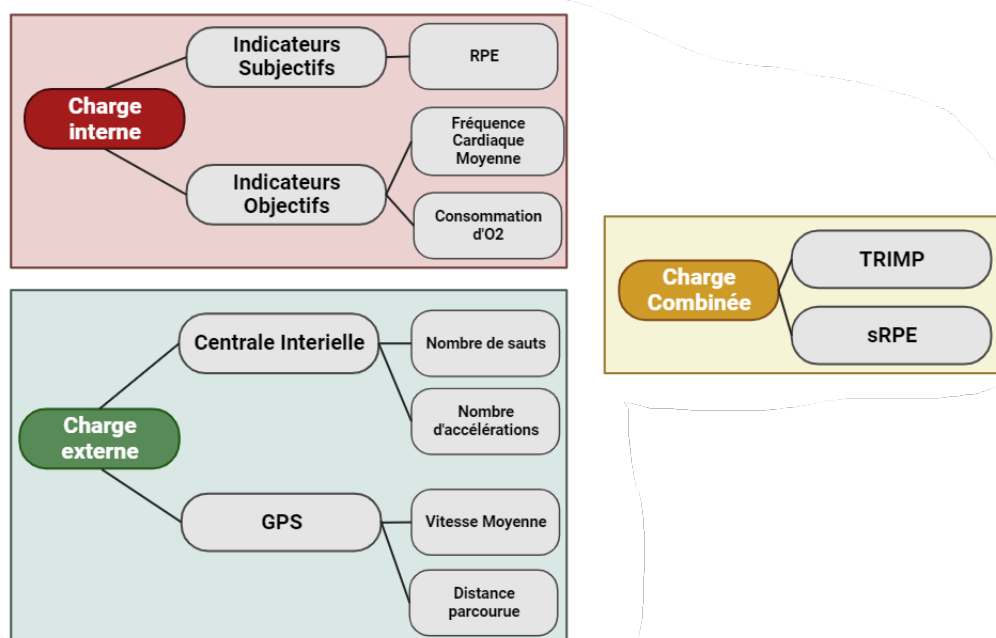 Charge
interne
Indicateurs
Subjectifs
RPE
Indicateurs
Objectifs
Fréquence
Cardiaque
Moyenne
Consommation
d'O2
Charge
externe
Centrale Interielle
Nombre de sauts
Nombre
d'accélérations
GPS
Vitesse Moyenne
Distance
parcourue
Charge
Combinée
TRIMP
sRPE